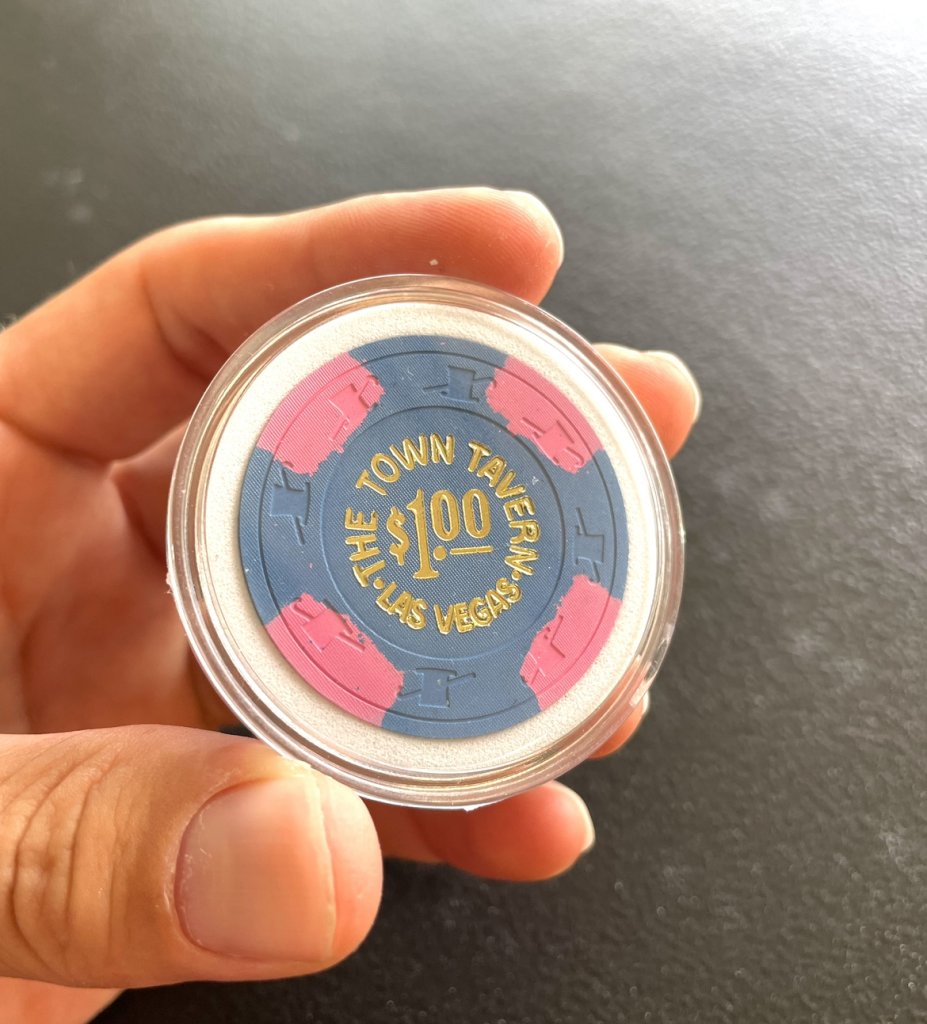 THE TOWN TAVERN
$1.00
• LAS VEGAS •